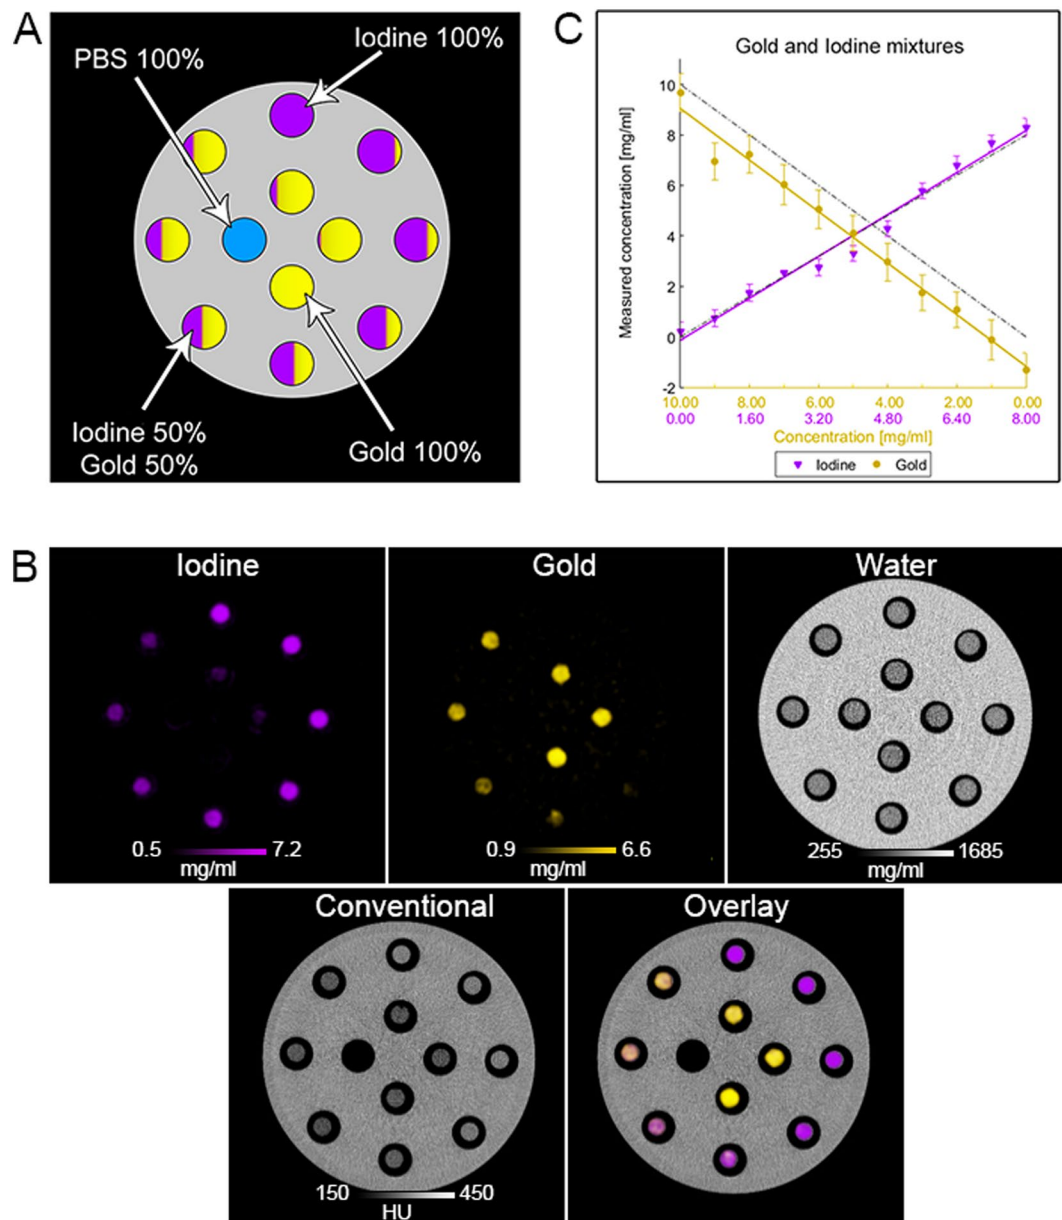 A
PBS 100%
Iodine 100%
Iodine 50%
Gold 50%
Gold 100%
C
Gold and Iodine mixtures
Measured concentration [mg/ml]
10
8
6
4
2
0
-2
10.00 8.00 6.00 4.00 2.00 0.00
0.00 1.60 3.20 4.80 6.40 8.00
Concentration [mg/ml]
Iodine Gold
B
Iodine
0.5 7.2
mg/ml
Gold
0.9 6.6
mg/ml
Water
255 1685
mg/ml
Conventional
150 450
HU
Overlay